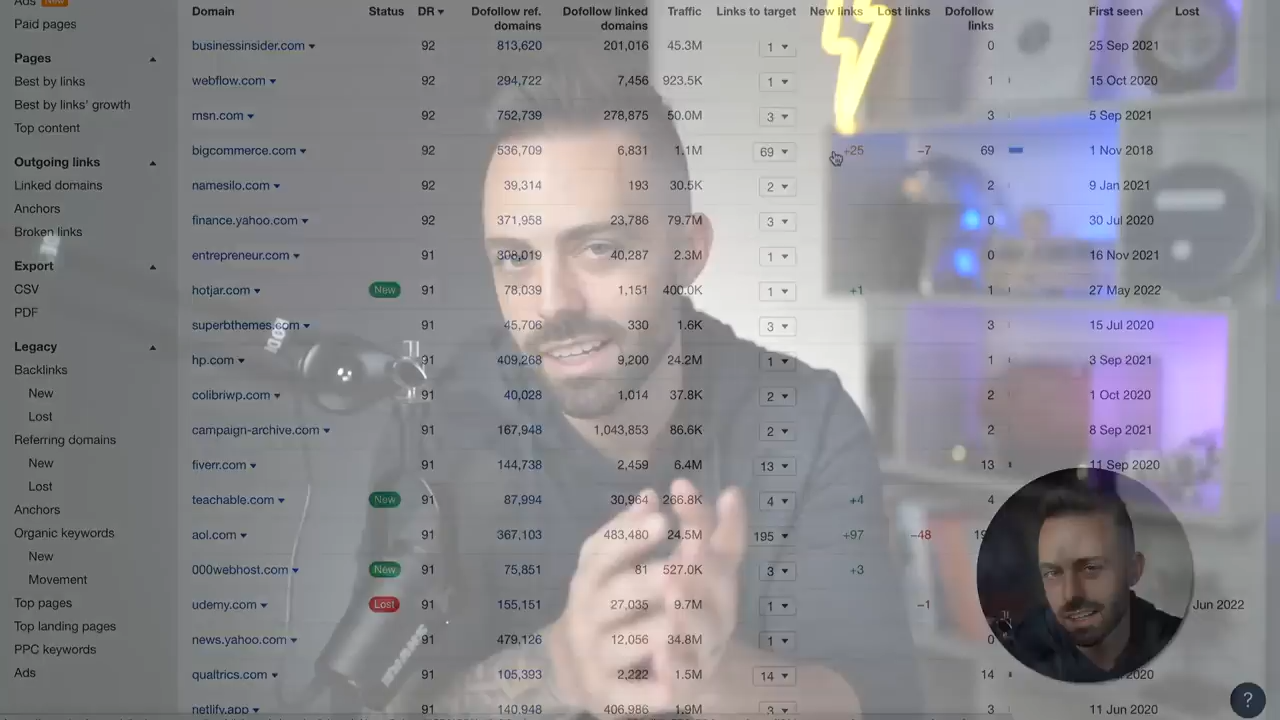 Ads New
Paid pages
Pages
Best by links
Best by links' growth
Top content
Outgoing links
Linked domains
Anchors
Broken links
Export
CSV
PDF
Legacy
Backlinks
New
Lost
Referring domains
New
Lost
Anchors
Organic keywords
New
Movement
Top pages
Top landing pages
PPC keywords
Ads
Domain Status DR Dofollow ref. domains Dofollow linked domains Traffic Links to target New links Lost links Dofollow links First seen Lost
businessinsider.com 92 813,620 201,016 45.3M 1 0 25 Sep 2021
webflow.com 92 294,722 7,456 923.5K 1 1 15 Oct 2020
msn.com 92 752,739 278,875 50.0M 3 3 5 Sep 2021
bigcommerce.com 92 536,709 6,831 1.1M 69 +25 −7 69 1 Nov 2018
namesilo.com 92 39,314 193 30.5K 2 2 9 Jan 2021
finance.yahoo.com 92 371,958 23,786 79.7M 3 0 30 Jul 2020
entrepreneur.com 91 308,019 40,287 2.3M 1 0 16 Nov 2021
hotjar.com New 91 78,039 1,151 400.0K 1 +1 1 27 May 2022
superbthemes.com 91 45,706 330 1.6K 3 3 15 Jul 2020
hp.com 91 409,268 9,200 24.2M 1 1 3 Sep 2021
colibriwp.com 91 40,028 1,014 37.8K 2 2 1 Oct 2020
campaign-archive.com 91 167,948 1,043,853 86.6K 2 2 8 Sep 2021
fiverr.com 91 144,738 2,459 6.4M 13 13 11 Sep 2020
teachable.com New 91 87,994 30,964 266.8K 4 +4 4
aol.com 91 367,103 483,480 24.5M 195 +97 −48
000webhost.com New 91 75,851 81 527.0K 3 +3
udemy.com Lost 91 155,151 27,035 9.7M 1 −1 Jun 2022
news.yahoo.com 91 479,126 12,056 34.8M 1 0
qualtrics.com 91 105,393 2,222 1.5M 14 14 2020
netlify.app 91 140,948 406,986 1.9M 3 11 Jun 2020
?